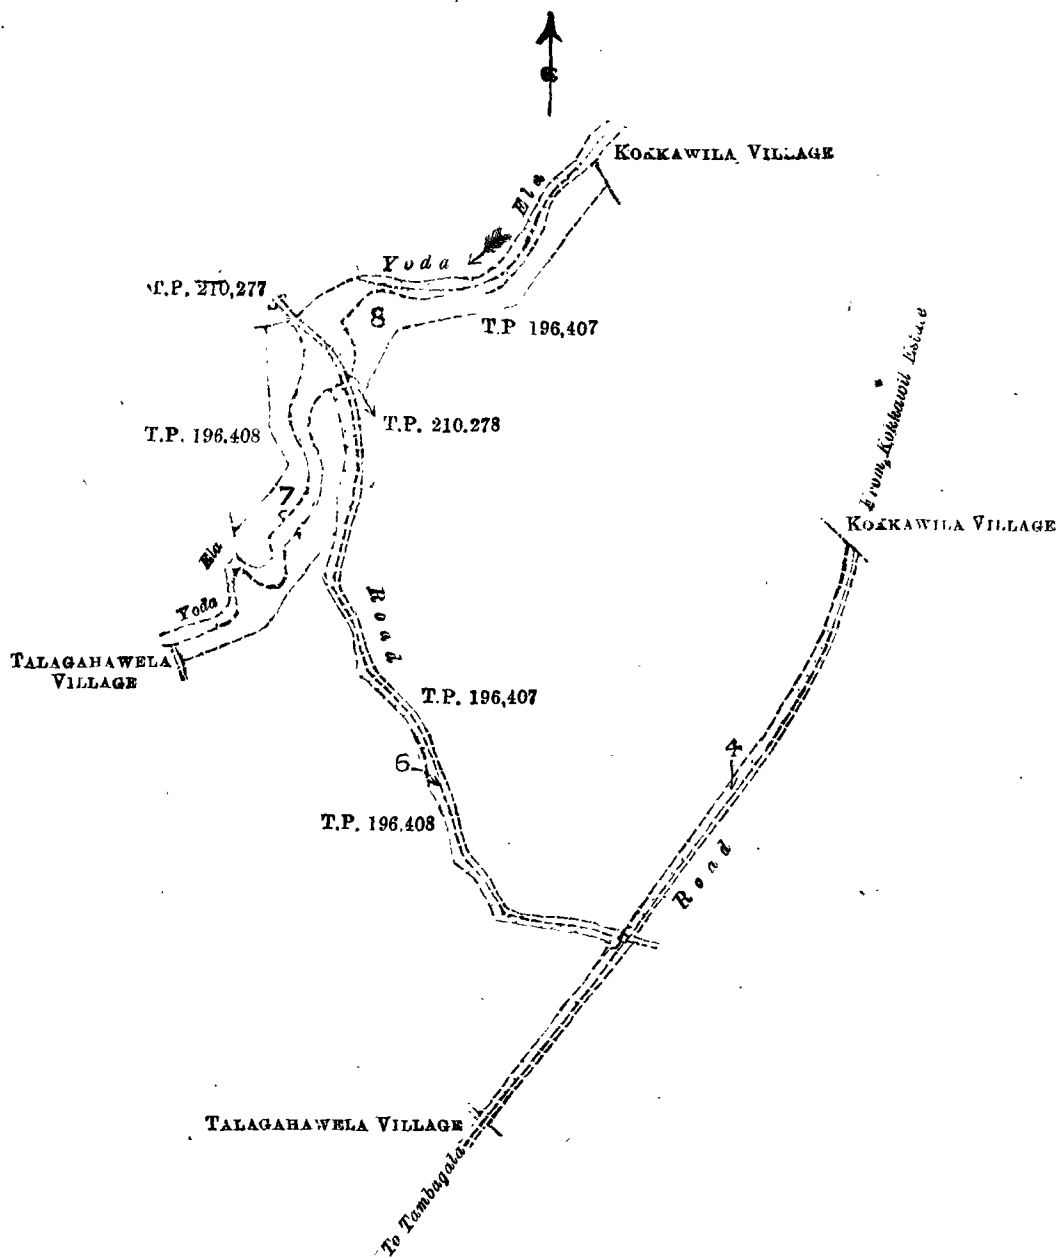 KOKKAWILA VILLAGE
Ela
Yoda
T.P. 210,277
8
T.P 196,407
From Kokkawil Estate
T.P. 210.278
T.P. 196.408
7
KOKKAWILA VILLAGE
Ela
Yoda
Road
TALAGAHAWELA
VILLAGE
T.P. 196,407
4
6
T.P. 196.408
Road
TALAGAHAWELA VILLAGE
To Tambagala